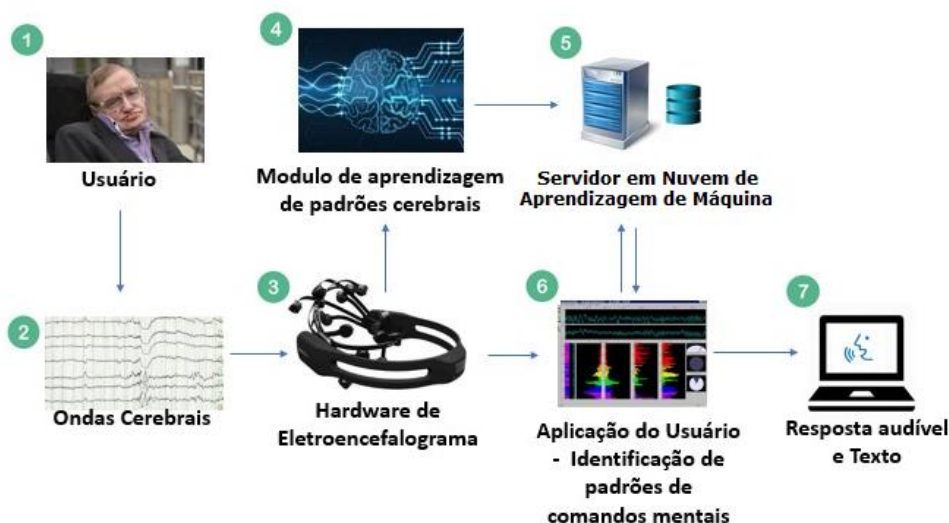 1
Usuário
2
Ondas Cerebrais
3
Hardware de
Eletroencefalograma
4
Modulo de aprendizagem
de padrões cerebrais
5
Servidor em Nuvem de
Aprendizagem de Máquina
6
Aplicação do Usuário
- Identificação de
padrões de
comandos mentais
7
Resposta audível
e Texto